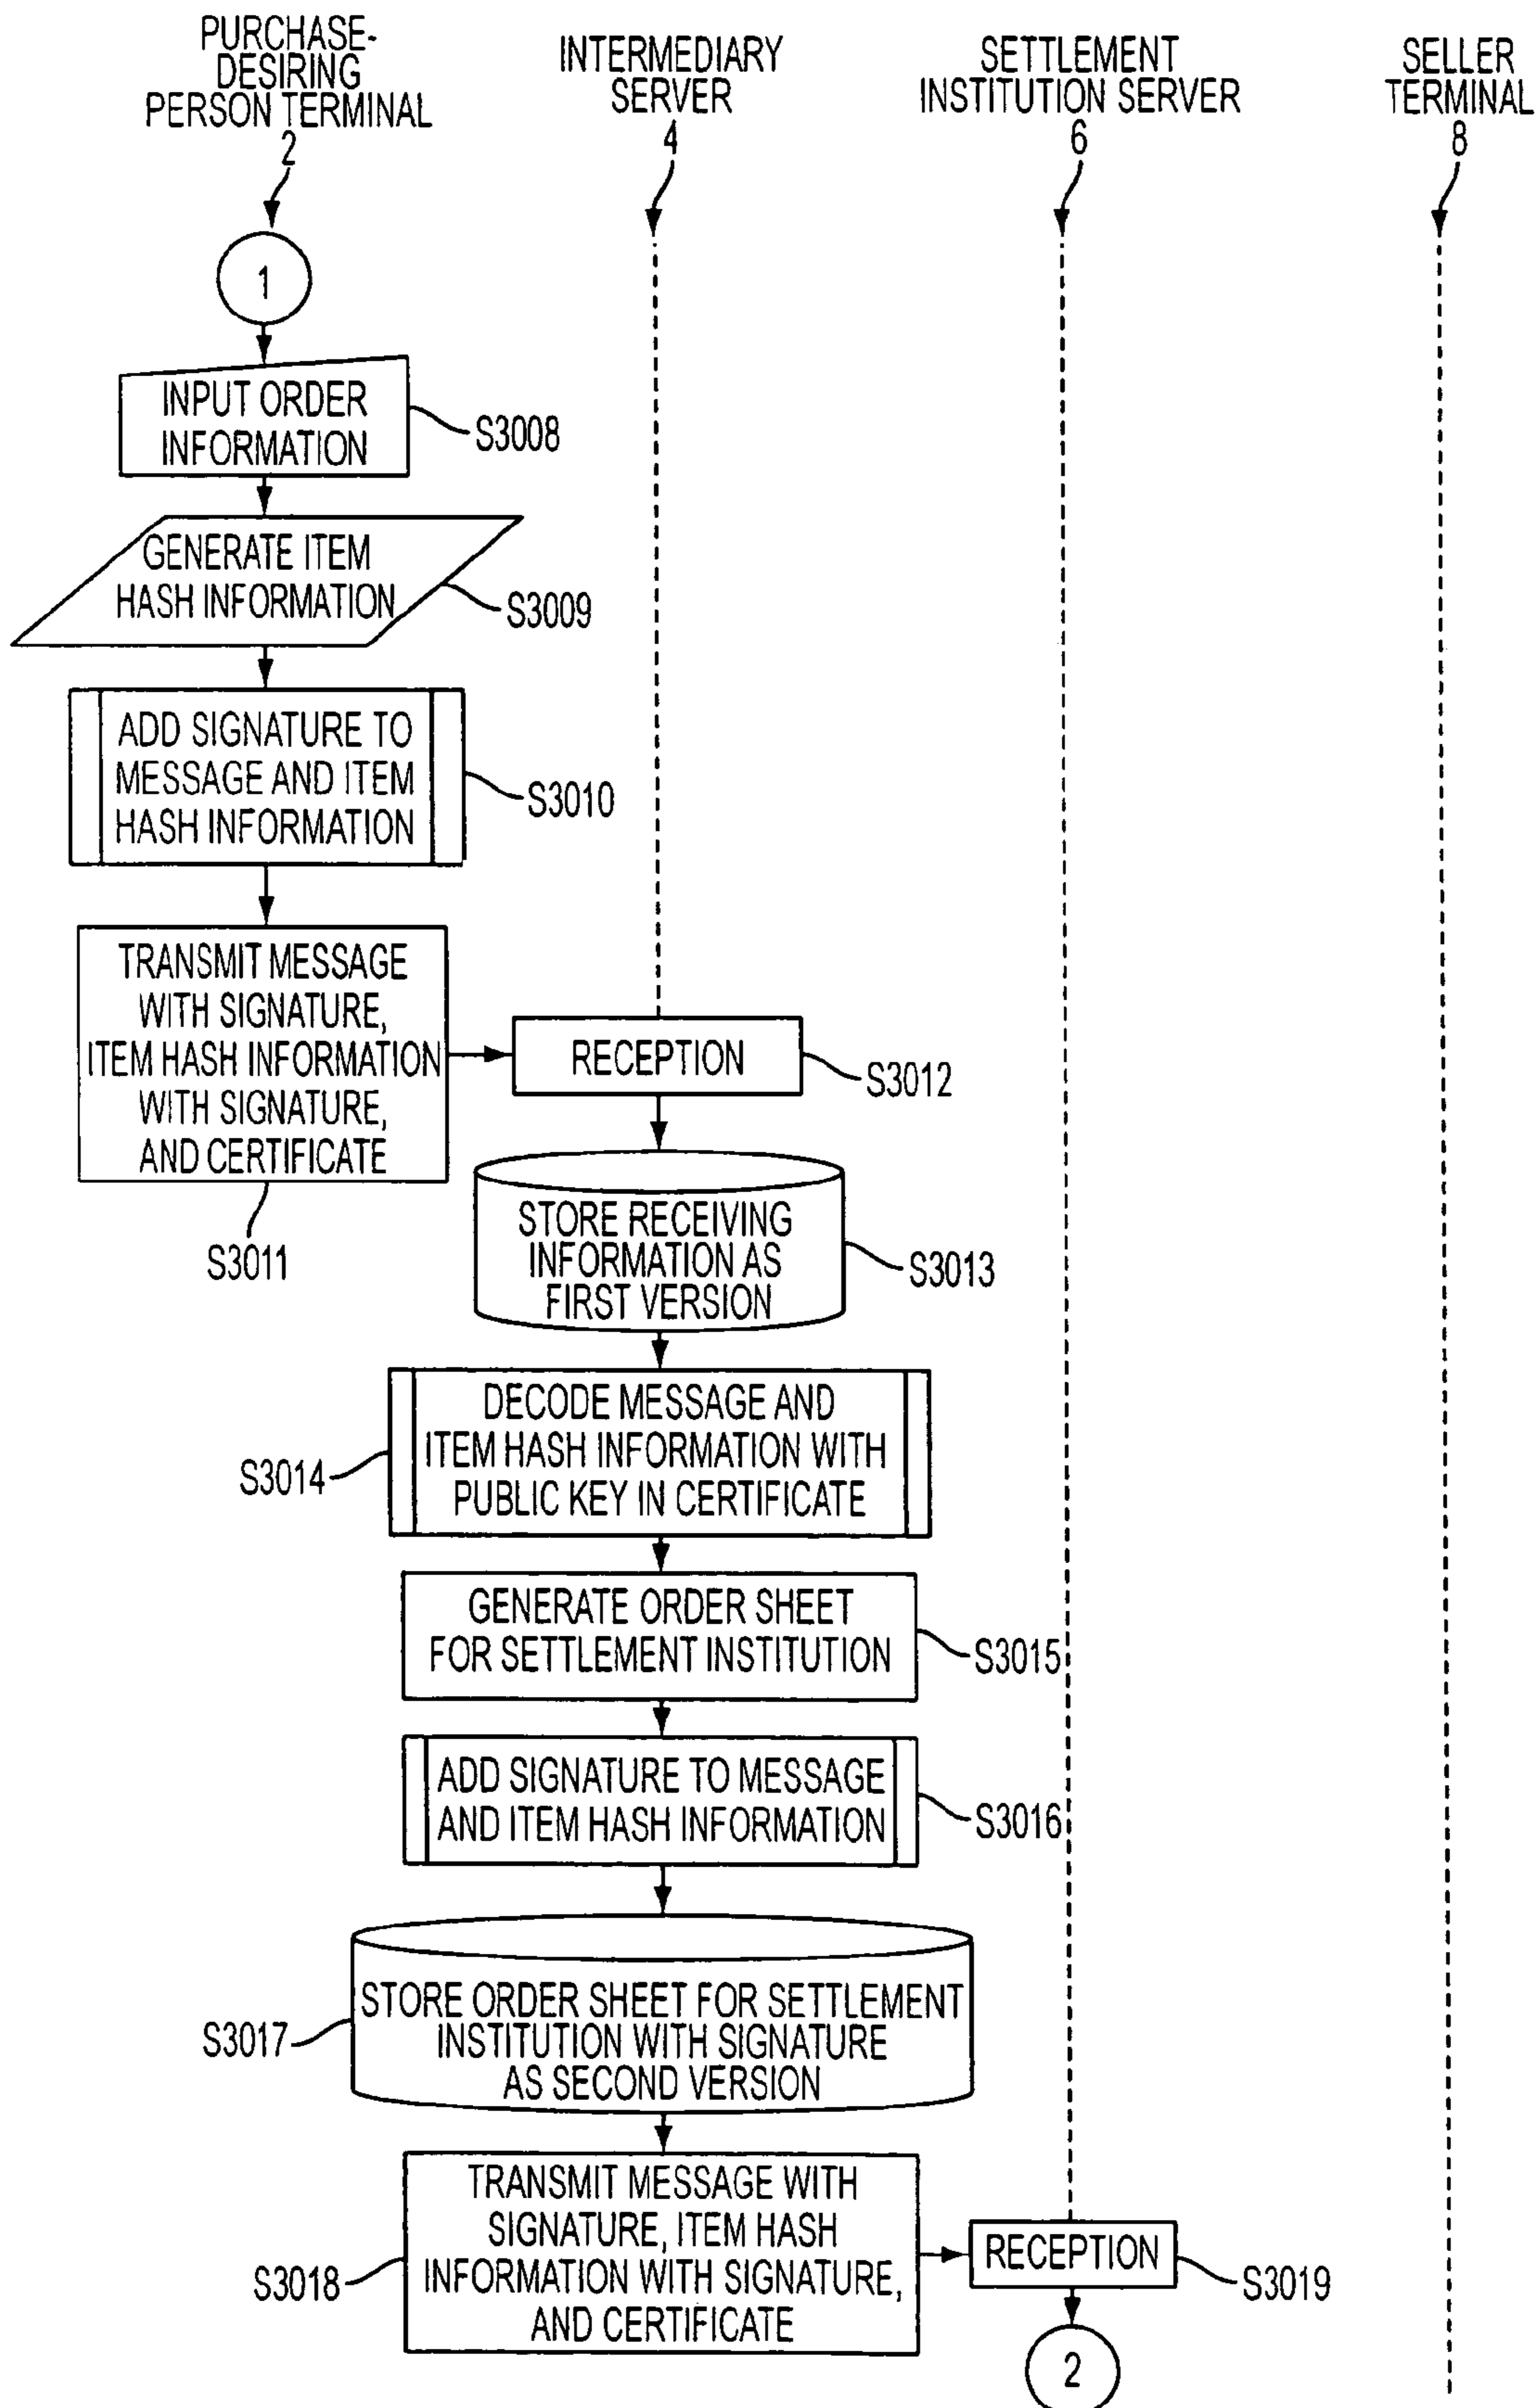 PURCHASE-
DESIRING
PERSON TERMINAL
2
INTERMEDIARY
SERVER
4
SETTLEMENT
INSTITUTION SERVER
6
SELLER
TERMINAL
8
1
INPUT ORDER
INFORMATION
S3008
GENERATE ITEM
HASH INFORMATION
S3009
ADD SIGNATURE TO
MESSAGE AND ITEM
HASH INFORMATION
S3010
TRANSMIT MESSAGE
WITH SIGNATURE,
ITEM HASH INFORMATION
WITH SIGNATURE,
AND CERTIFICATE
S3011
RECEPTION
S3012
STORE RECEIVING
INFORMATION AS
FIRST VERSION
S3013
DECODE MESSAGE AND
ITEM HASH INFORMATION WITH
PUBLIC KEY IN CERTIFICATE
S3014
GENERATE ORDER SHEET
FOR SETTLEMENT INSTITUTION
S3015
ADD SIGNATURE TO MESSAGE
AND ITEM HASH INFORMATION
S3016
STORE ORDER SHEET FOR SETTLEMENT
INSTITUTION WITH SIGNATURE
AS SECOND VERSION
S3017
TRANSMIT MESSAGE WITH
SIGNATURE, ITEM HASH
INFORMATION WITH SIGNATURE,
AND CERTIFICATE
S3018
RECEPTION
S3019
2